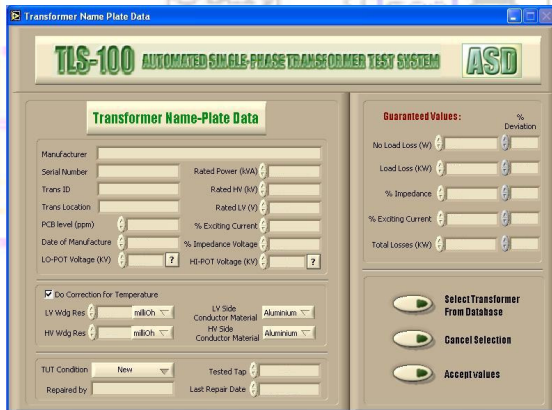 Transformer Name Plate Data
TLS-100 AUTOMATED SINGLE-PHASE TRANSFORMER TEST SYSTEM ASD
Transformer Name-Plate Data
Manufacturer
Serial Number
Rated Power (kVA)
Trans ID
Rated HV (kV)
Trans Location
Rated LV (V)
PCB level (ppm)
% Exciting Current
Date of Manufacture
% Impedance Voltage
LO-POT Voltage (KV) ?
HI-POT Voltage (KV) ?
Do Correction for Temperature
LV Wdg Res milliOh
LV Side
Conductor Material Aluminium
HV Wdg Res milliOh
HV Side
Conductor Material Aluminium
TUT Condition New
Tested Tap
Repaired by
Last Repair Date
Guaranteed Values:
%
Deviation
No Load Loss (W)
Load Loss (KW)
% Impedance
% Exciting Current
Total Losses (KW)
Select Transformer
From Database
Cancel Selection
Accept values